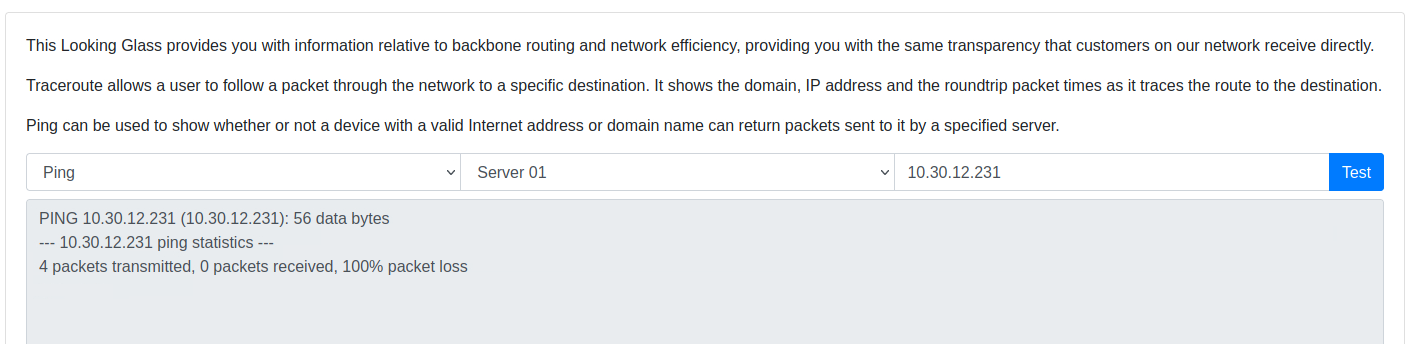 This Looking Glass provides you with information relative to backbone routing and network efficiency, providing you with the same transparency that customers on our network receive directly.
Traceroute allows a user to follow a packet through the network to a specific destination. It shows the domain, IP address and the roundtrip packet times as it traces the route to the destination.
Ping can be used to show whether or not a device with a valid Internet address or domain name can return packets sent to it by a specified server.
Ping Server 01 10.30.12.231 Test
PING 10.30.12.231 (10.30.12.231): 56 data bytes
--- 10.30.12.231 ping statistics ---
4 packets transmitted, 0 packets received, 100% packet loss